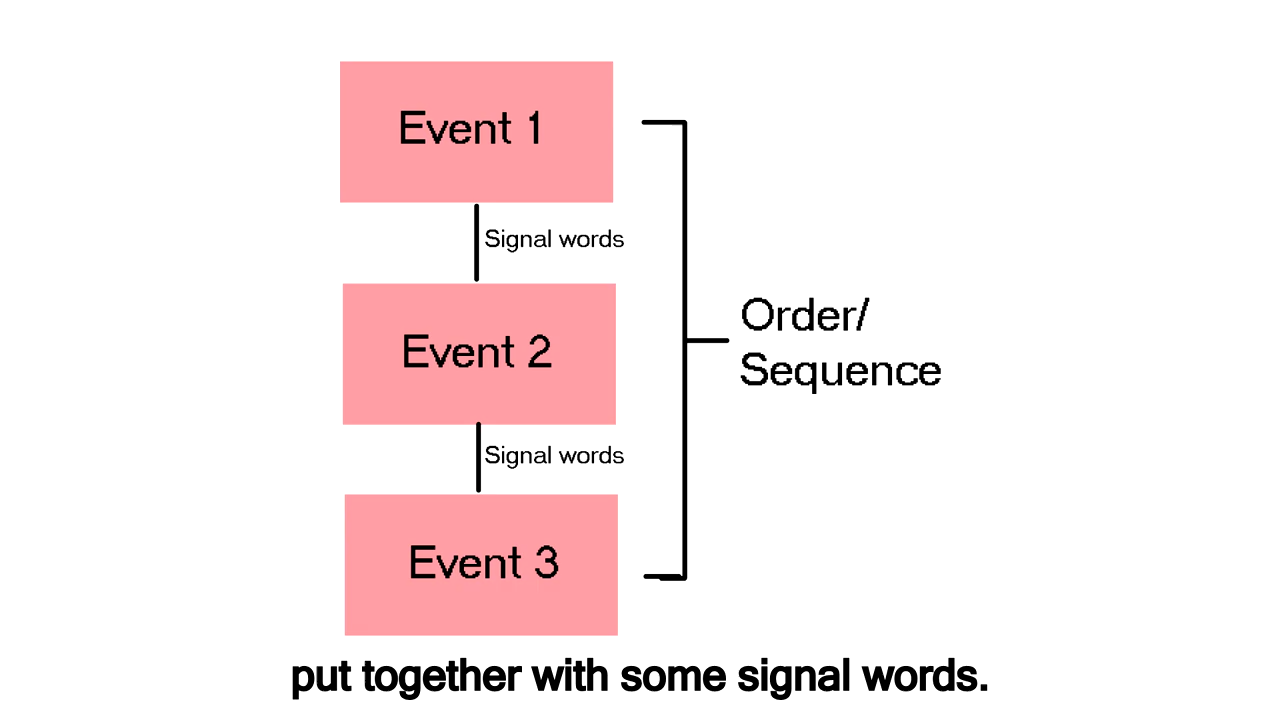 Event 1
Signal words
Event 2
Signal words
Event 3
Order/
Sequence
put together with some signal words.